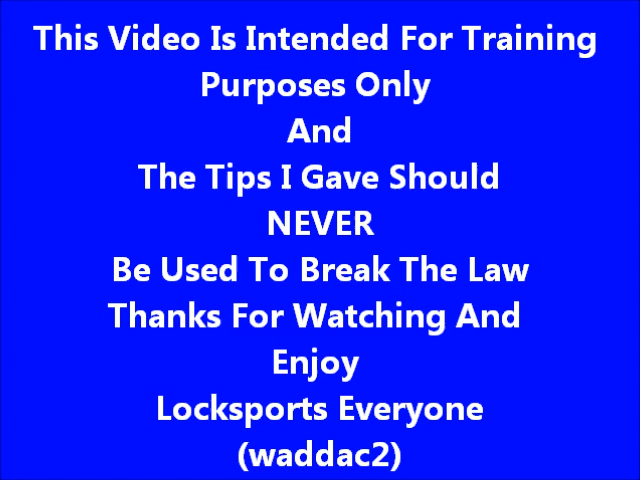 This Video Is Intended For Training
Purposes Only
And
The Tips I Gave Should
NEVER
Be Used To Break The Law
Thanks For Watching And
Enjoy
Locksports Everyone
(waddac2)